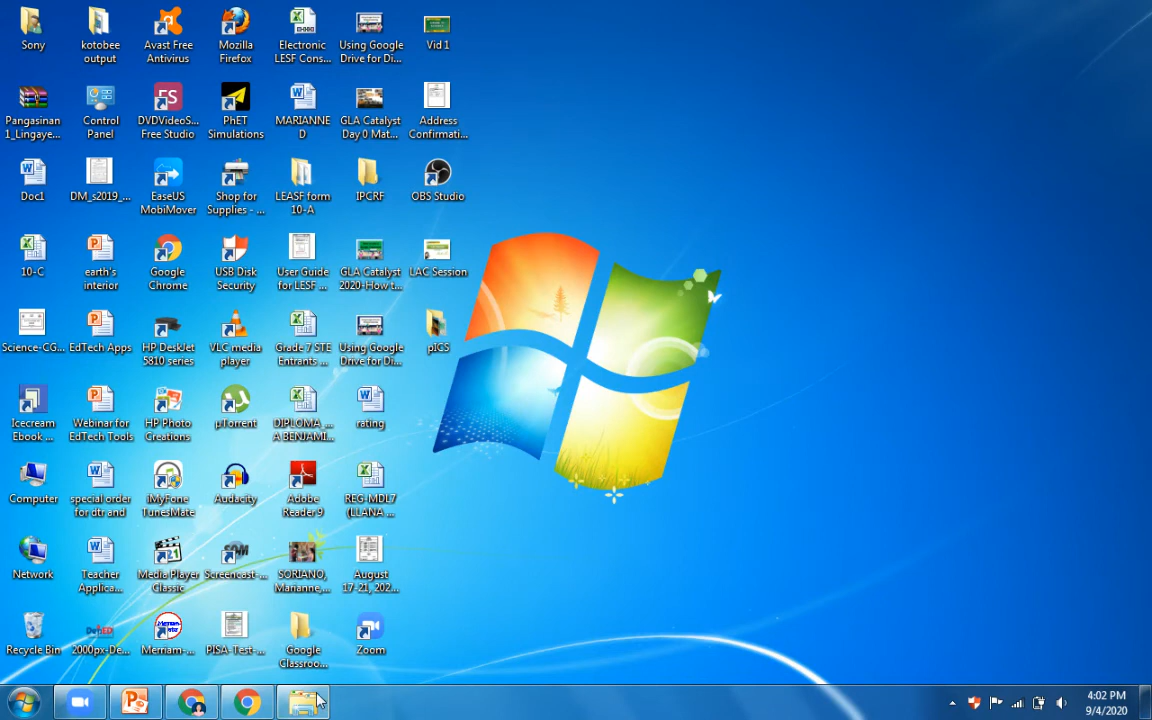 Sony
kotobee
output
Avast Free
Antivirus
Mozilla
Firefox
Electronic
LESF Cons...
Using Google
Drive for Di...
Vid 1
Pangasinan
1_Lingaye...
Control
Panel
FS
DVDVideoS...
Free Studio
PhET
Simulations
MARIANNE
D
GLA Catalyst
Day 0 Mat...
Address
Confirmati...
Doc1
DM_s2019_...
EaseUS
MobiMover
Shop for
Supplies - ...
LEASF form
10-A
IPCRF
OBS Studio
10-C
earth's
interior
Google
Chrome
USB Disk
Security
User Guide
for LESF ...
GLA Catalyst
2020-How t...
LAC Session
Science-CG...
EdTech Apps
HP DeskJet
5810 series
VLC media
player
Grade 7 STE
Entrants ...
Using Google
Drive for Di...
pICS
Icecream
Ebook ...
Webinar for
EdTech Tools
HP Photo
Creations
µTorrent
DIPLOMA_...
A BENJAMI...
rating
Computer
special order
for dtr and
iMyFone
TunesMate
Audacity
Adobe
Reader 9
REG-MDL7
(LLANA ...
Network
Teacher
Applica...
321
Media Player
Classic
SOM
Screencast-...
SORIANO,
Marianne,...
August
17-21, 202...
Recycle Bin
DepED
2000px-De...
Merriam-...
PISA-Test-...
Google
Classroo...
Zoom
4:02 PM
9/4/2020